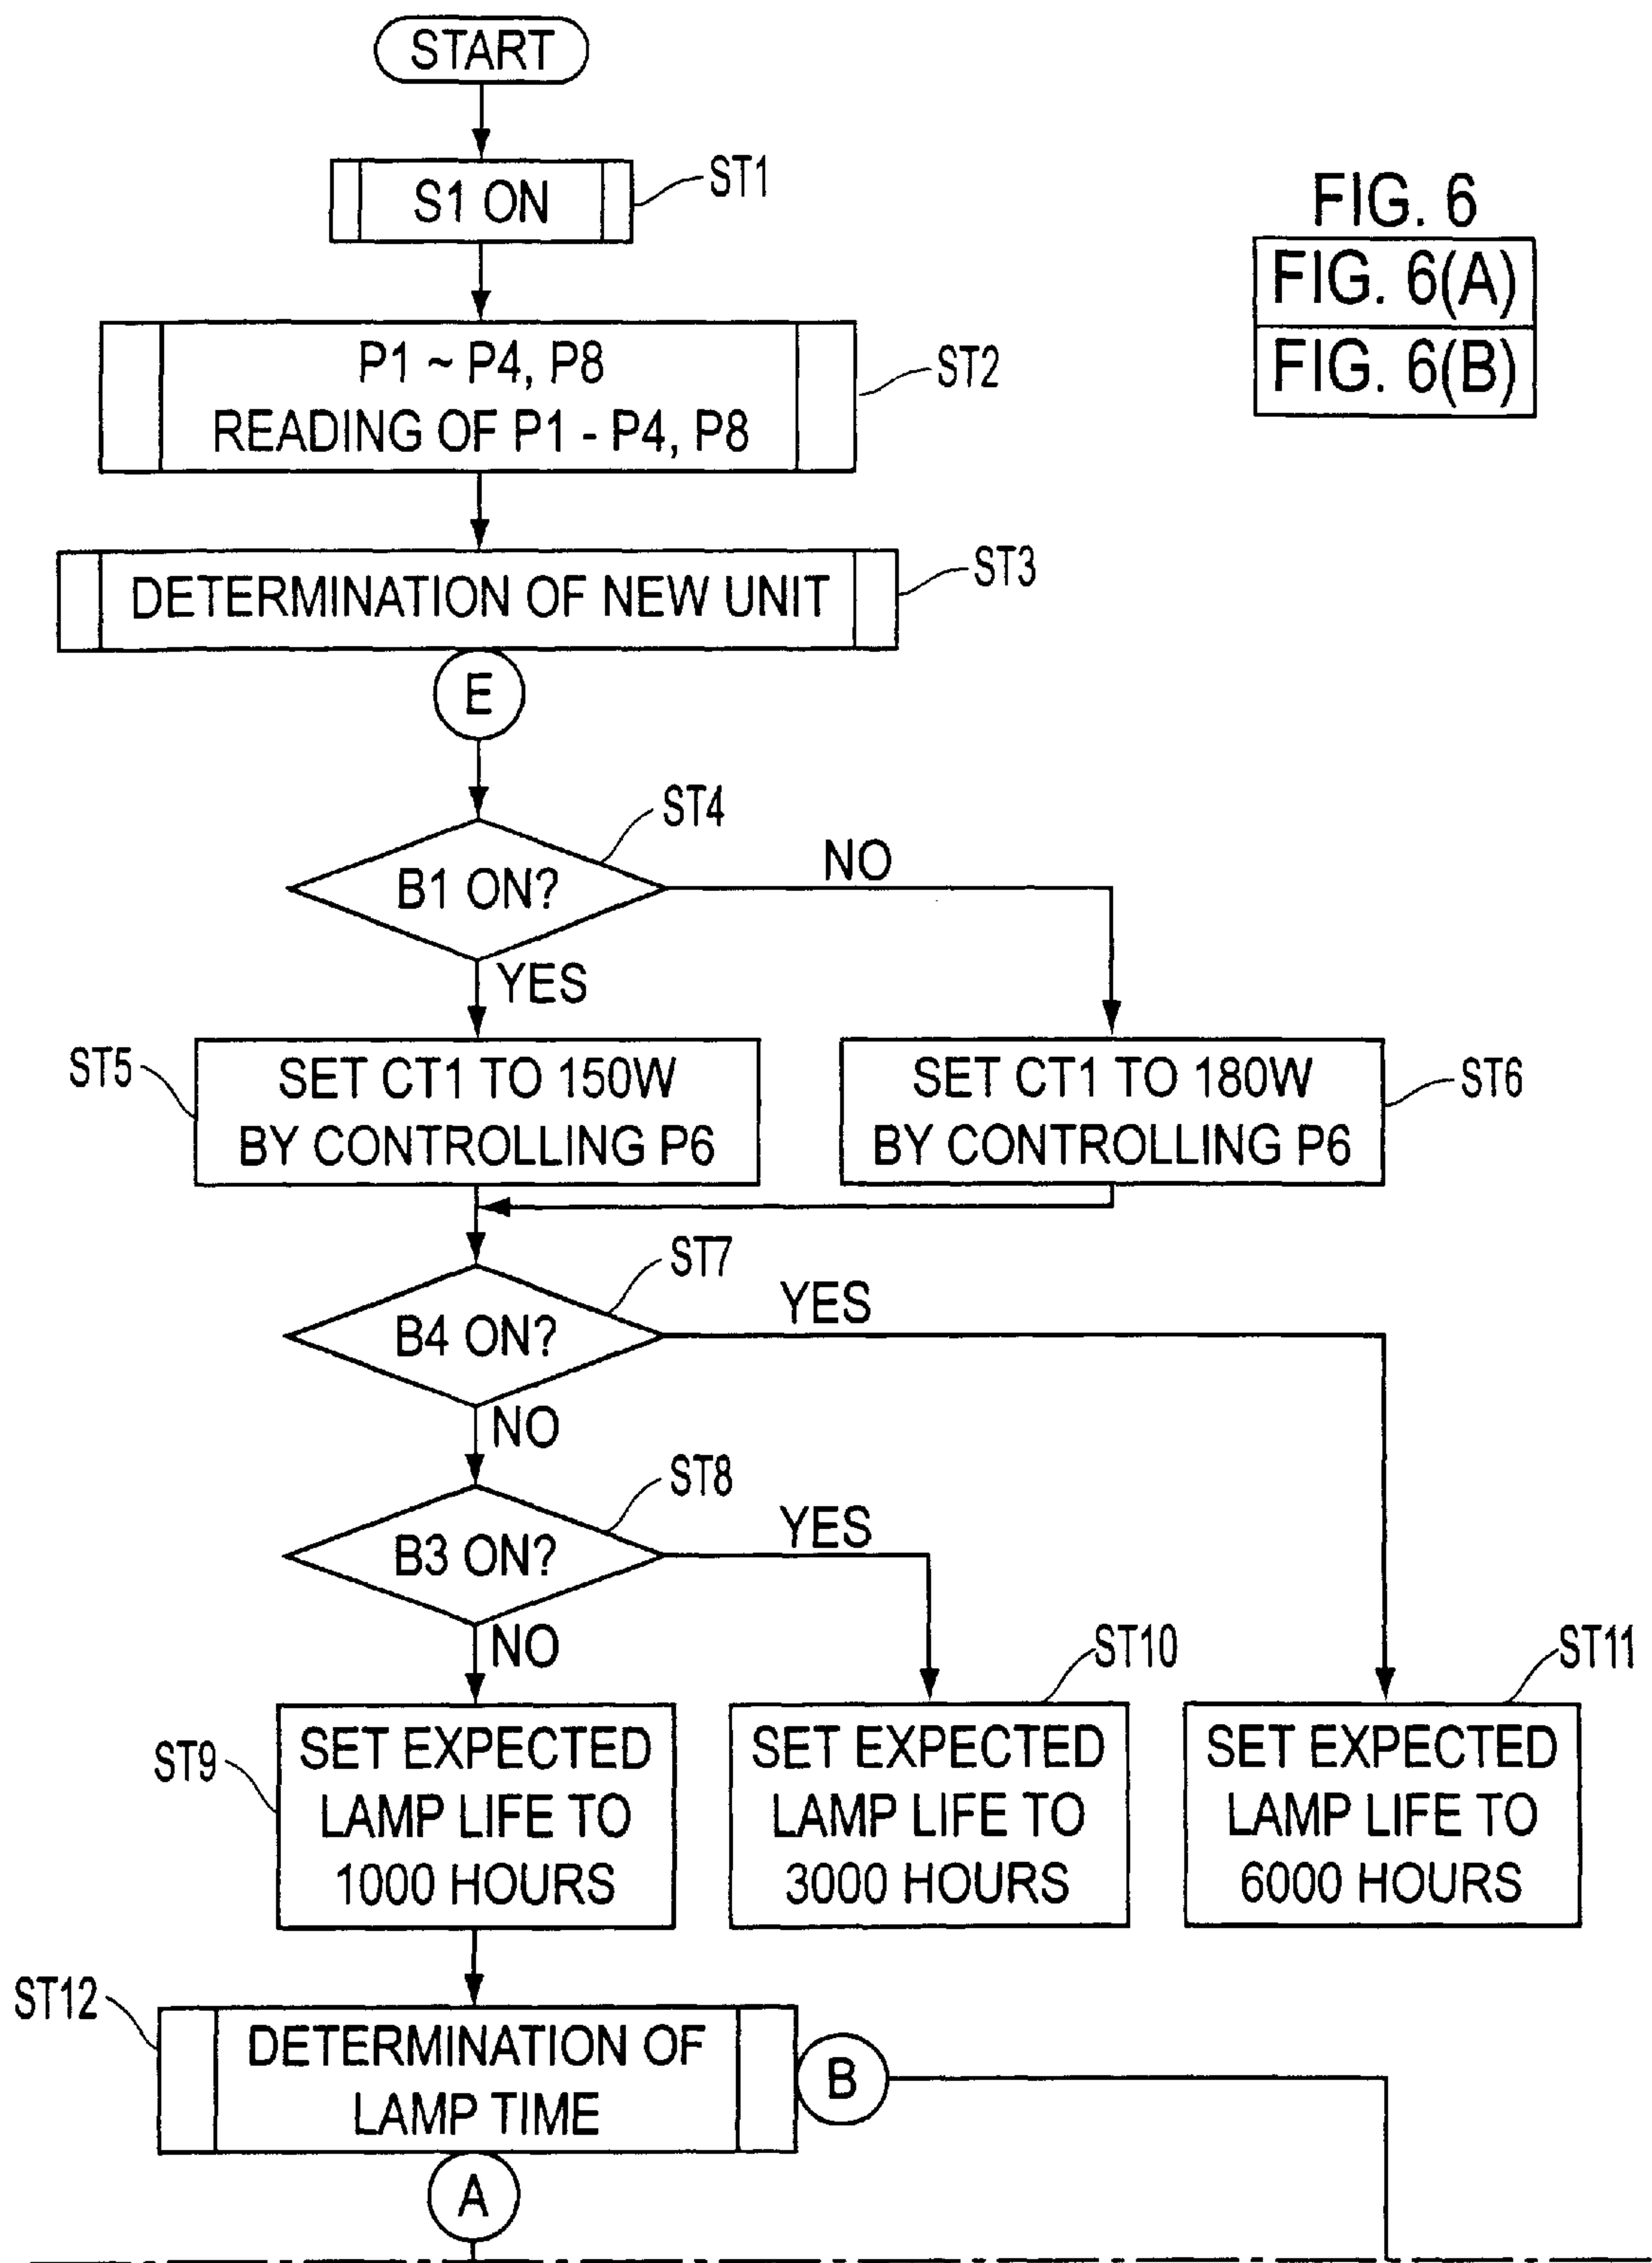 START
S1 ON
ST1
FIG. 6
FIG. 6(A)
FIG. 6(B)
P1 ~ P4, P8
READING OF P1 - P4, P8
ST2
DETERMINATION OF NEW UNIT
ST3
E
ST4
B1 ON?
NO
YES
ST5
SET CT1 TO 150W
BY CONTROLLING P6
SET CT1 TO 180W
BY CONTROLLING P6
ST6
ST7
B4 ON?
YES
NO
ST8
B3 ON?
YES
NO
ST9
SET EXPECTED
LAMP LIFE TO
1000 HOURS
ST10
SET EXPECTED
LAMP LIFE TO
3000 HOURS
ST11
SET EXPECTED
LAMP LIFE TO
6000 HOURS
ST12
DETERMINATION OF
LAMP TIME
B
A